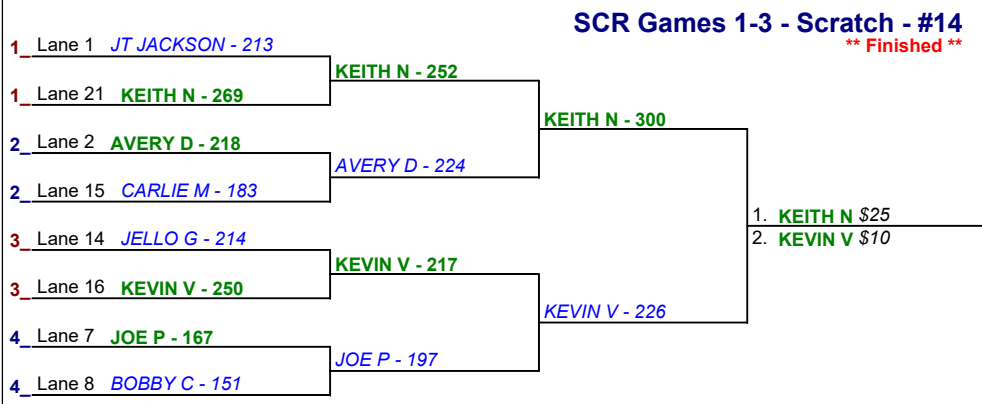 SCR Games 1-3 - Scratch - #14
** Finished **
1_ Lane 1 JT JACKSON - 213
KEITH N - 252
1_ Lane 21 KEITH N - 269
KEITH N - 300
2_ Lane 2 AVERY D - 218
AVERY D - 224
2_ Lane 15 CARLIE M - 183
1. KEITH N $25
2. KEVIN V $10
3_ Lane 14 JELLO G - 214
KEVIN V - 217
3_ Lane 16 KEVIN V - 250
KEVIN V - 226
4_ Lane 7 JOE P - 167
JOE P - 197
4_ Lane 8 BOBBY C - 151